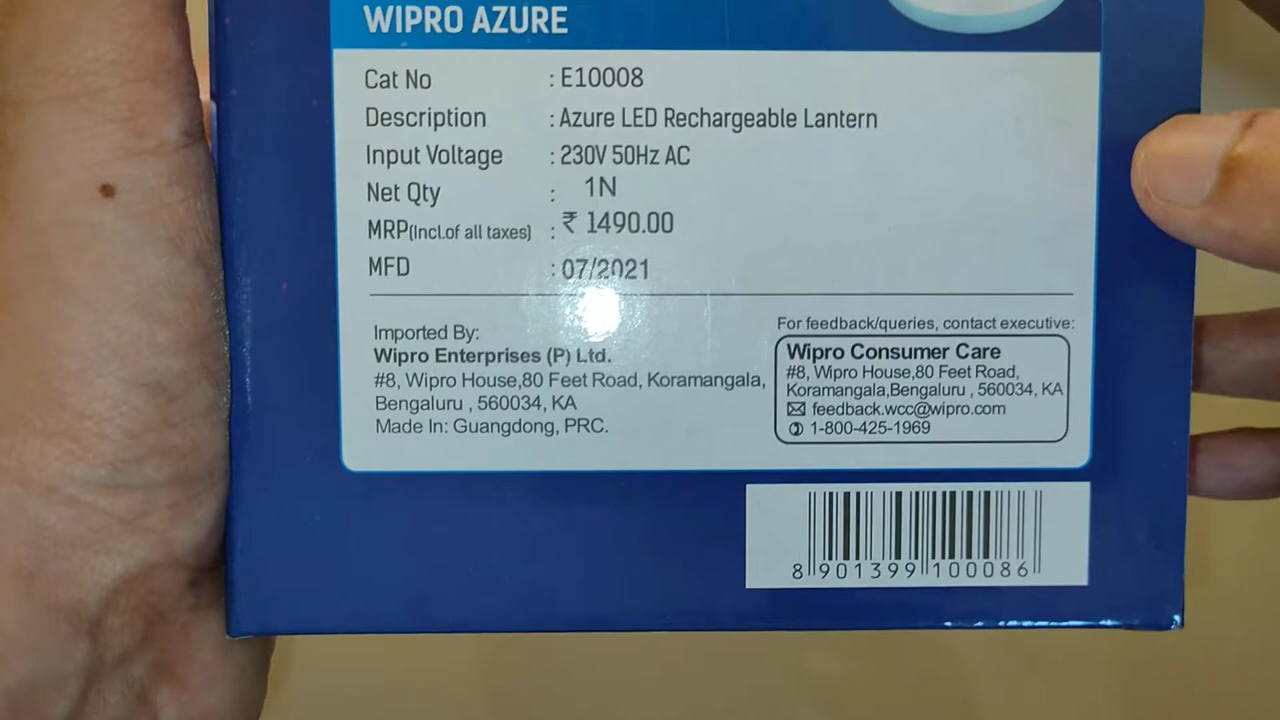 WIPRO AZURE
Cat No : E10008
Description : Azure LED Rechargeable Lantern
Input Voltage : 230V 50Hz AC
Net Qty : 1N
MRP(Incl.of all taxes) : ₹ 1490.00
MFD : 07/2021
Imported By:
Wipro Enterprises (P) Ltd.
#8, Wipro House,80 Feet Road, Koramangala,
Bengaluru , 560034, KA
Made In: Guangdong, PRC.
For feedback/queries, contact executive:
Wipro Consumer Care
#8, Wipro House,80 Feet Road,
Koramangala,Bengaluru , 560034, KA
feedback.wcc@wipro.com
1-800-425-1969
8 901399 100086